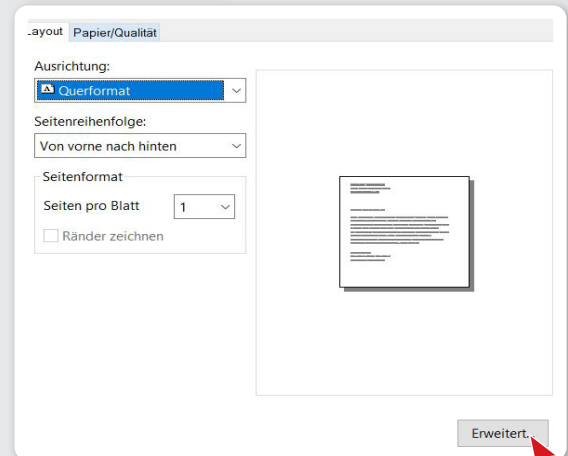 Layout Papier/Qualität
Ausrichtung:
Querformat
Seitenreihenfolge:
Von vorne nach hinten
Seitenformat
Seiten pro Blatt 1
Ränder zeichnen
Erweitert...